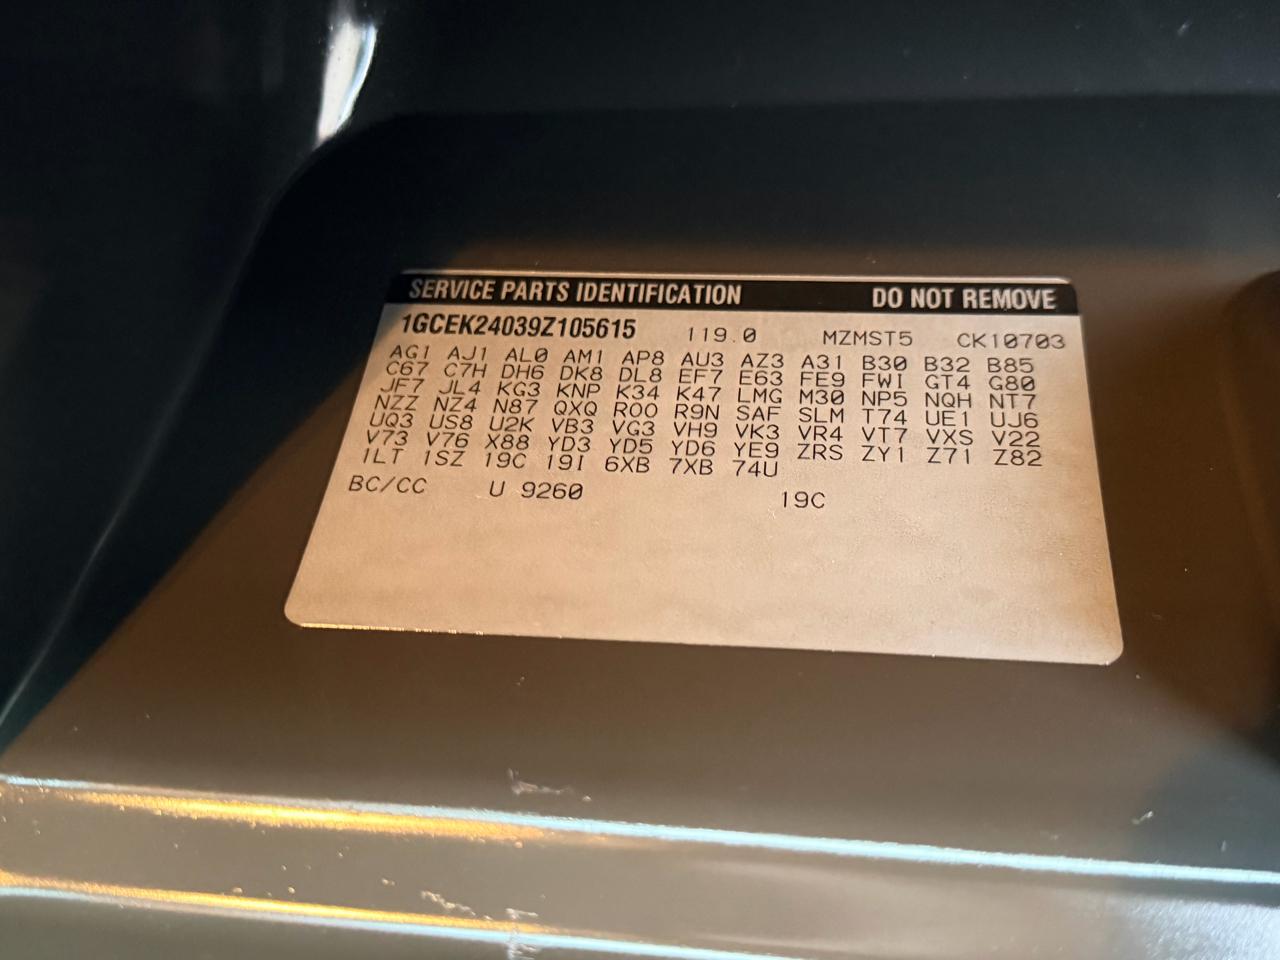 SERVICE PARTS IDENTIFICATION DO NOT REMOVE
1GCEK24039Z105615 119.0 MZMST5 CK10703
AG1 AJ1 AL0 AM1 AP8 AU3 AZ3 A31 B30 B32 B85
C67 C7H DH6 DK8 DL8 EF7 E63 FE9 FWI GT4 G80
JF7 JL4 KG3 KNP K34 K47 LMG M30 NP5 NQH NT7
NZZ NZ4 N87 QXQ R00 R9N SAF SLM T74 UE1 UJ6
UQ3 US8 U2K VB3 VG3 VH9 VK3 VR4 VT7 VXS V22
V73 V76 X88 YD3 YD5 YD6 YE9 ZRS ZY1 Z71 Z82
1LT 1SZ 19C 19I 6XB 7XB 74U
BC/CC U 9260 19C